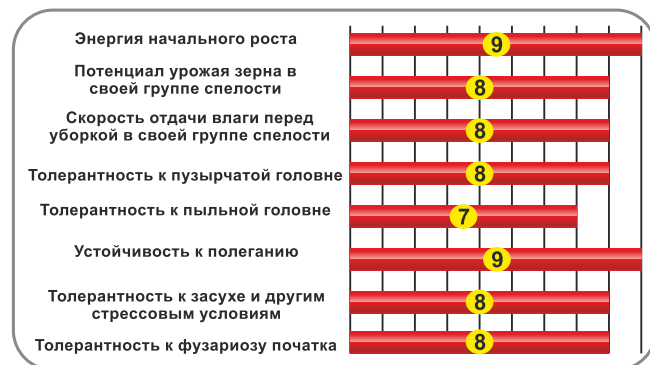 Энергия начального роста
9
Потенциал урожая зерна в
своей группе спелости
8
Скорость отдачи влаги перед
уборкой в своей группе спелости
8
Толерантность к пузырчатой головне
8
Толерантность к пыльной головне
7
Устойчивость к полеганию
9
Толерантность к засухе и другим
стрессовым условиям
8
Толерантность к фузариозу початка
8